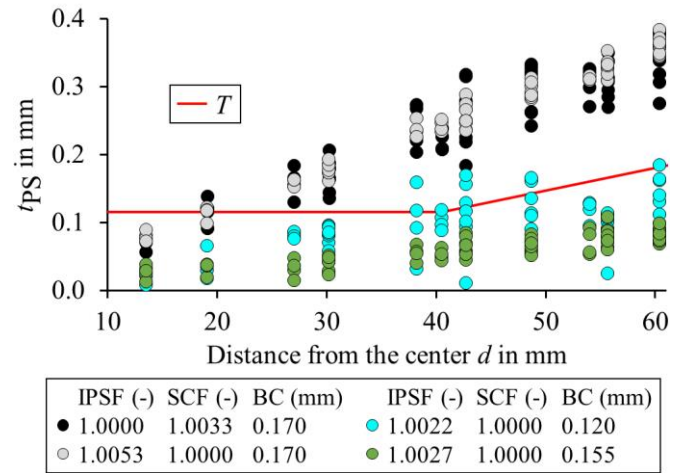 0.4
0.3
0.2
0.1
0.0
tPS in mm
T
10 20 30 40 50 60
Distance from the center d in mm
IPSF (-) SCF (-) BC (mm) IPSF (-) SCF (-) BC (mm)
1.0000 1.0033 0.170 1.0022 1.0000 0.120
1.0053 1.0000 0.170 1.0027 1.0000 0.155